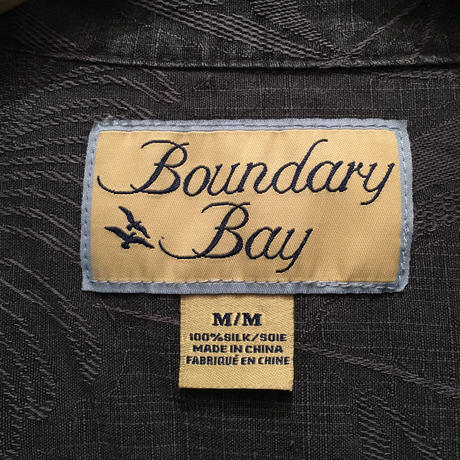 Boundary
Bay
M/M
100%SILK/SOIE
MADE IN CHINA
FABRIQUÉ EN CHINE